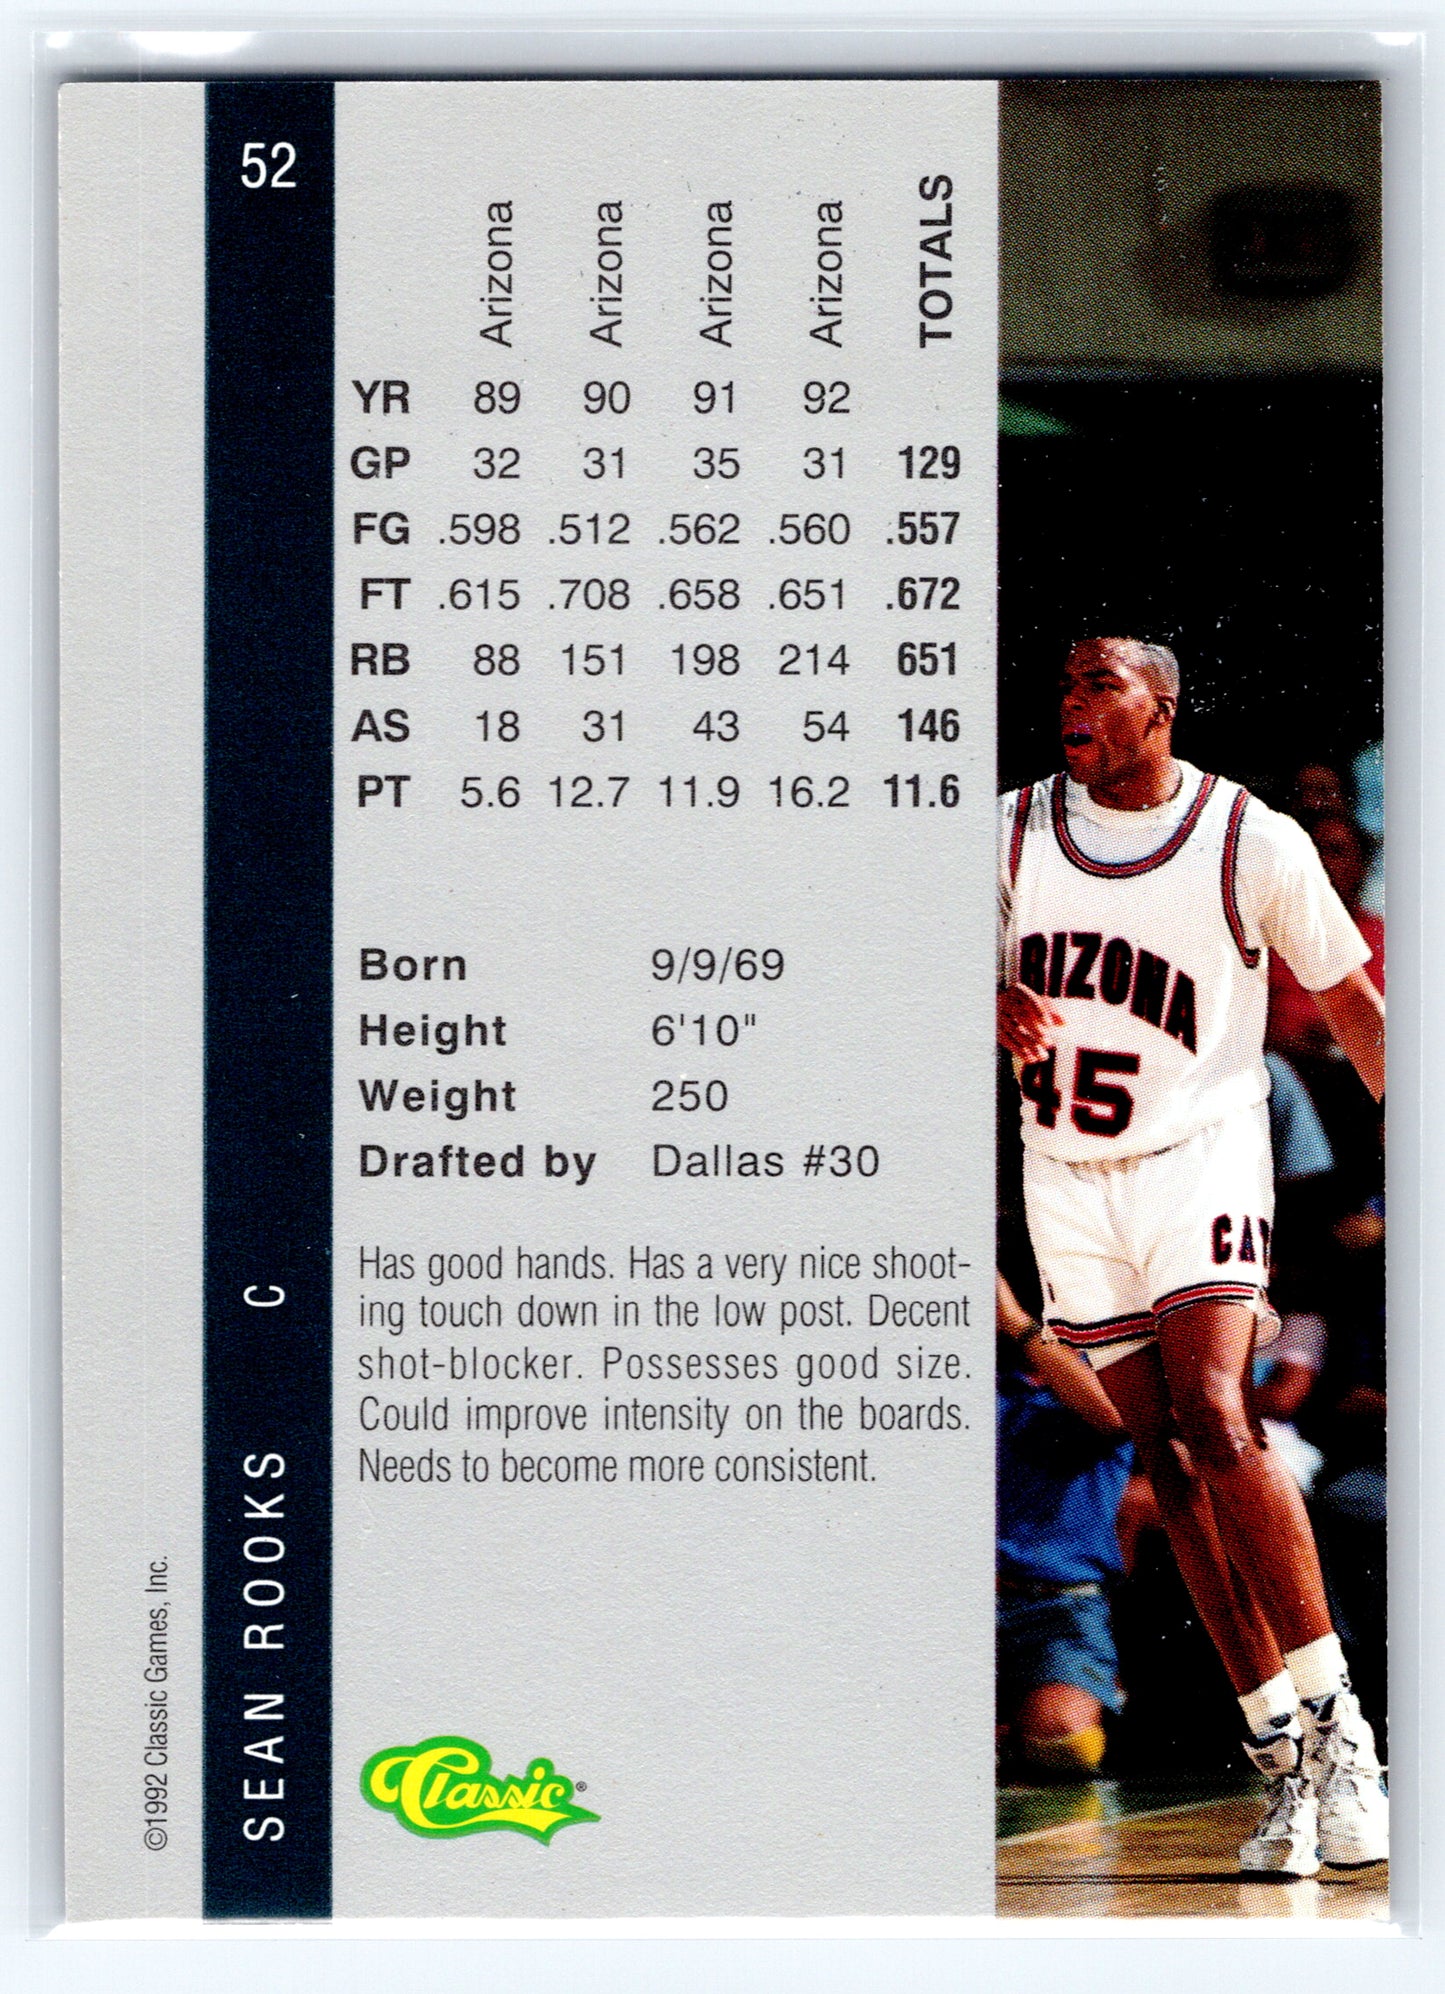 52
Arizona Arizona Arizona Arizona TOTALS
YR 89 90 91 92
GP 32 31 35 31 129
FG .598 .512 .562 .560 .557
FT .615 .708 .658 .651 .672
RB 88 151 198 214 651
AS 18 31 43 54 146
PT 5.6 12.7 11.9 16.2 11.6
Born 9/9/69
Height 6'10"
Weight 250
Drafted by Dallas #30
Has good hands. Has a very nice shoot-
ing touch down in the low post. Decent
shot-blocker. Possesses good size.
Could improve intensity on the boards.
Needs to become more consistent.
Classic®
SEAN ROOKS C
©1992 Classic Games, Inc.
RIZONA
45
CAT